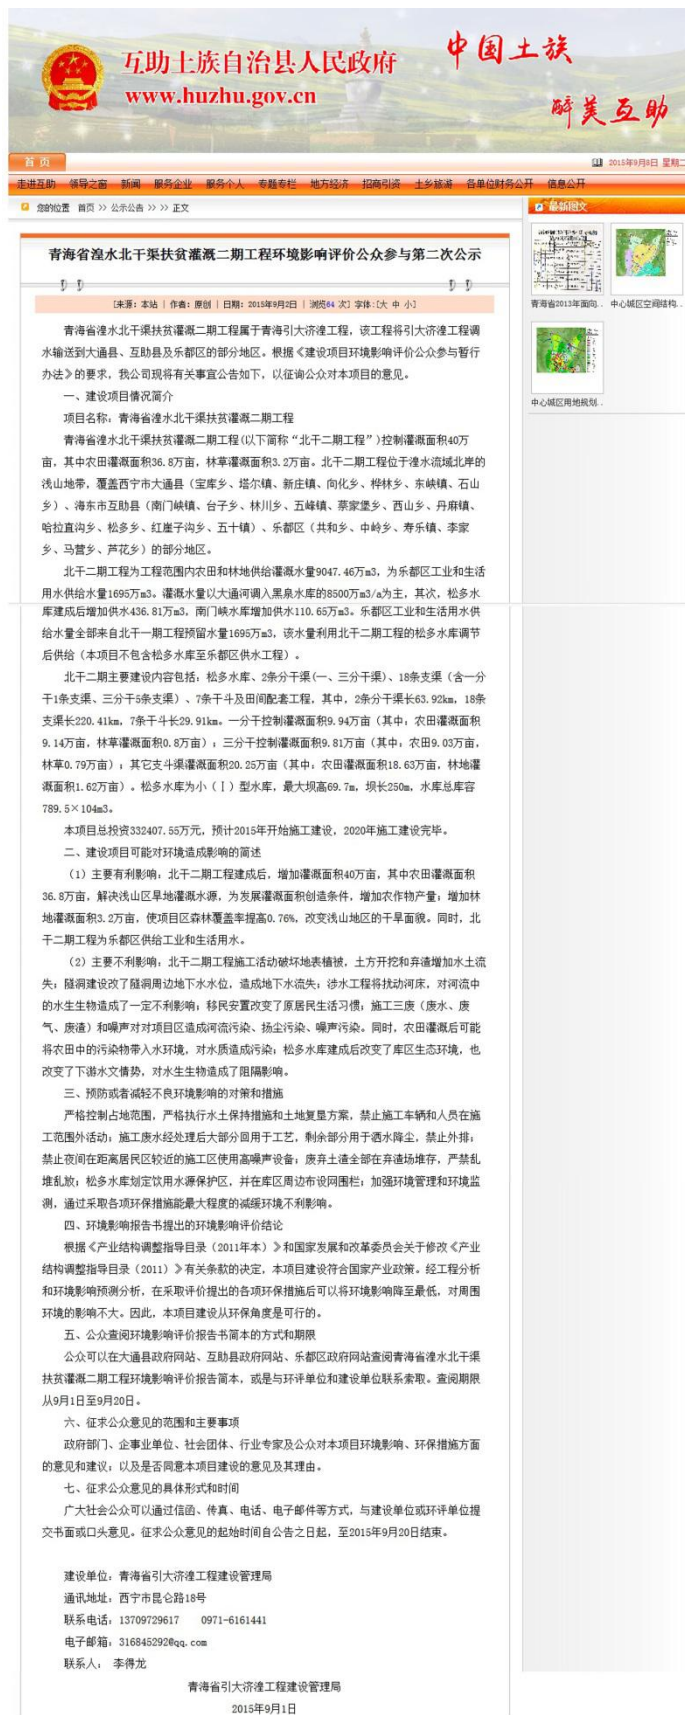 互助土族自治县人民政府
www.huzhu.gov.cn
中国土族
醉美互助
首 页
2015年9月8日 星期二
走进互助 领导之窗 新闻 服务企业 服务个人 专题专栏 地方经济 招商引资 土乡旅游 各单位财务公开 信息公开
您的位置 首页 >> 公示公告 >> >> 正文
最新图文
青海省湟水北干渠扶贫灌溉二期工程环境影响评价公众参与第二次公示
[来源：本站 | 作者：原创 | 日期：2015年9月2日 | 浏览64 次] 字体：[大 中 小]
青海省2013年面向.. 中心城区空间结构..
中心城区用地规划..
青海省湟水北干渠扶贫灌溉二期工程属于青海引大济湟工程，该工程将引大济湟工程调
水输送到大通县、互助县及乐都区的部分地区。根据《建设项目环境影响评价公众参与暂行
办法》的要求，我公司现将有关事宜公告如下，以征询公众对本项目的意见。
一、建设项目情况简介
项目名称：青海省湟水北干渠扶贫灌溉二期工程
青海省湟水北干渠扶贫灌溉二期工程(以下简称“北干二期工程”)控制灌溉面积40万
亩，其中农田灌溉面积36.8万亩，林草灌溉面积3.2万亩。北干二期工程位于湟水流域北岸的
浅山地带，覆盖西宁市大通县（宝库乡、塔尔镇、新庄镇、向化乡、桦林乡、东峡镇、石山
乡）、海东市互助县（南门峡镇、台子乡、林川乡、五峰镇、蔡家堡乡、西山乡、丹麻镇、
哈拉直沟乡、松多乡、红崖子沟乡、五十镇）、乐都区（共和乡、中岭乡、寿乐镇、李家
乡、马营乡、芦花乡）的部分地区。
北干二期工程为工程范围内农田和林地供给灌溉水量9047.46万m3，为乐都区工业和生活
用水供给水量1695万m3。灌溉水量以大通河调入黑泉水库的8500万m3/a为主，其次，松多水
库建成后增加供水436.81万m3，南门峡水库增加供水110.65万m3。乐都区工业和生活用水供
给水量全部来自北干一期工程预留水量1695万m3，该水量利用北干二期工程的松多水库调节
后供给（本项目不包含松多水库至乐都区供水工程）。
北干二期主要建设内容包括：松多水库、2条分干渠(一、三分干渠)、18条支渠（含一分
干1条支渠、三分干5条支渠）、7条干斗及田间配套工程，其中，2条分干渠长63.92km，18条
支渠长220.41km，7条干斗长29.91km。一分干控制灌溉面积9.94万亩（其中：农田灌溉面积
9.14万亩，林草灌溉面积0.8万亩）；三分干控制灌溉面积9.81万亩（其中：农田9.03万亩，
林草0.79万亩）；其它支斗渠灌溉面积20.25万亩（其中：农田灌溉面积18.63万亩，林地灌
溉面积1.62万亩）。松多水库为小（Ⅰ）型水库，最大坝高69.7m，坝长250m，水库总库容
789.5×104m3。
本项目总投资332407.55万元，预计2015年开始施工建设，2020年施工建设完毕。
二、建设项目可能对环境造成影响的简述
（1）主要有利影响：北干二期工程建成后，增加灌溉面积40万亩，其中农田灌溉面积
36.8万亩，解决浅山区旱地灌溉水源，为发展灌溉面积创造条件，增加农作物产量；增加林
地灌溉面积3.2万亩，使项目区森林覆盖率提高0.76%，改变浅山地区的干旱面貌。同时，北
干二期工程为乐都区供给工业和生活用水。
（2）主要不利影响：北干二期工程施工活动破坏地表植被，土方开挖和弃渣增加水土流
失；隧洞建设改了隧洞周边地下水水位，造成地下水流失；涉水工程将扰动河床，对河流中
的水生生物造成了一定不利影响；移民安置改变了原居民生活习惯；施工三废（废水、废
气、废渣）和噪声对对项目区造成河流污染、扬尘污染、噪声污染。同时，农田灌溉后可能
将农田中的污染物带入水环境，对水质造成污染；松多水库建成后改变了库区生态环境，也
改变了下游水文情势，对水生生物造成了阻隔影响。
三、预防或者减轻不良环境影响的对策和措施
严格控制占地范围，严格执行水土保持措施和土地复垦方案，禁止施工车辆和人员在施
工范围外活动；施工废水经处理后大部分回用于工艺，剩余部分用于洒水降尘，禁止外排；
禁止夜间在距离居民区较近的施工区使用高噪声设备；废弃土渣全部在弃渣场堆存，严禁乱
堆乱放；松多水库划定饮用水源保护区，并在库区周边布设网围栏；加强环境管理和环境监
测，通过采取各项环保措施能最大程度的减缓环境不利影响。
四、环境影响报告书提出的环境影响评价结论
根据《产业结构调整指导目录（2011年本）》和国家发展和改革委员会关于修改《产业
结构调整指导目录（2011）》有关条款的决定，本项目建设符合国家产业政策。经工程分析
和环境影响预测分析，在采取评价提出的各项环保措施后可以将环境影响降至最低，对周围
环境的影响不大。因此，本项目建设从环保角度是可行的。
五、公众查阅环境影响评价报告书简本的方式和期限
公众可以在大通县政府网站、互助县政府网站、乐都区政府网站查阅青海省湟水北干渠
扶贫灌溉二期工程环境影响评价报告简本，或是与环评单位和建设单位联系索取。查阅期限
从9月1日至9月20日。
六、征求公众意见的范围和主要事项
政府部门、企事业单位、社会团体、行业专家及公众对本项目环境影响、环保措施方面
的意见和建议；以及是否同意本项目建设的意见及其理由。
七、征求公众意见的具体形式和时间
广大社会公众可以通过信函、传真、电话、电子邮件等方式，与建设单位或环评单位提
交书面或口头意见。征求公众意见的起始时间自公告之日起，至2015年9月20日结束。
建设单位：青海省引大济湟工程建设管理局
通讯地址：西宁市昆仑路18号
联系电话：13709729617 0971-6161441
电子邮箱：316845292@qq.com
联系人： 李得龙
青海省引大济湟工程建设管理局
2015年9月1日